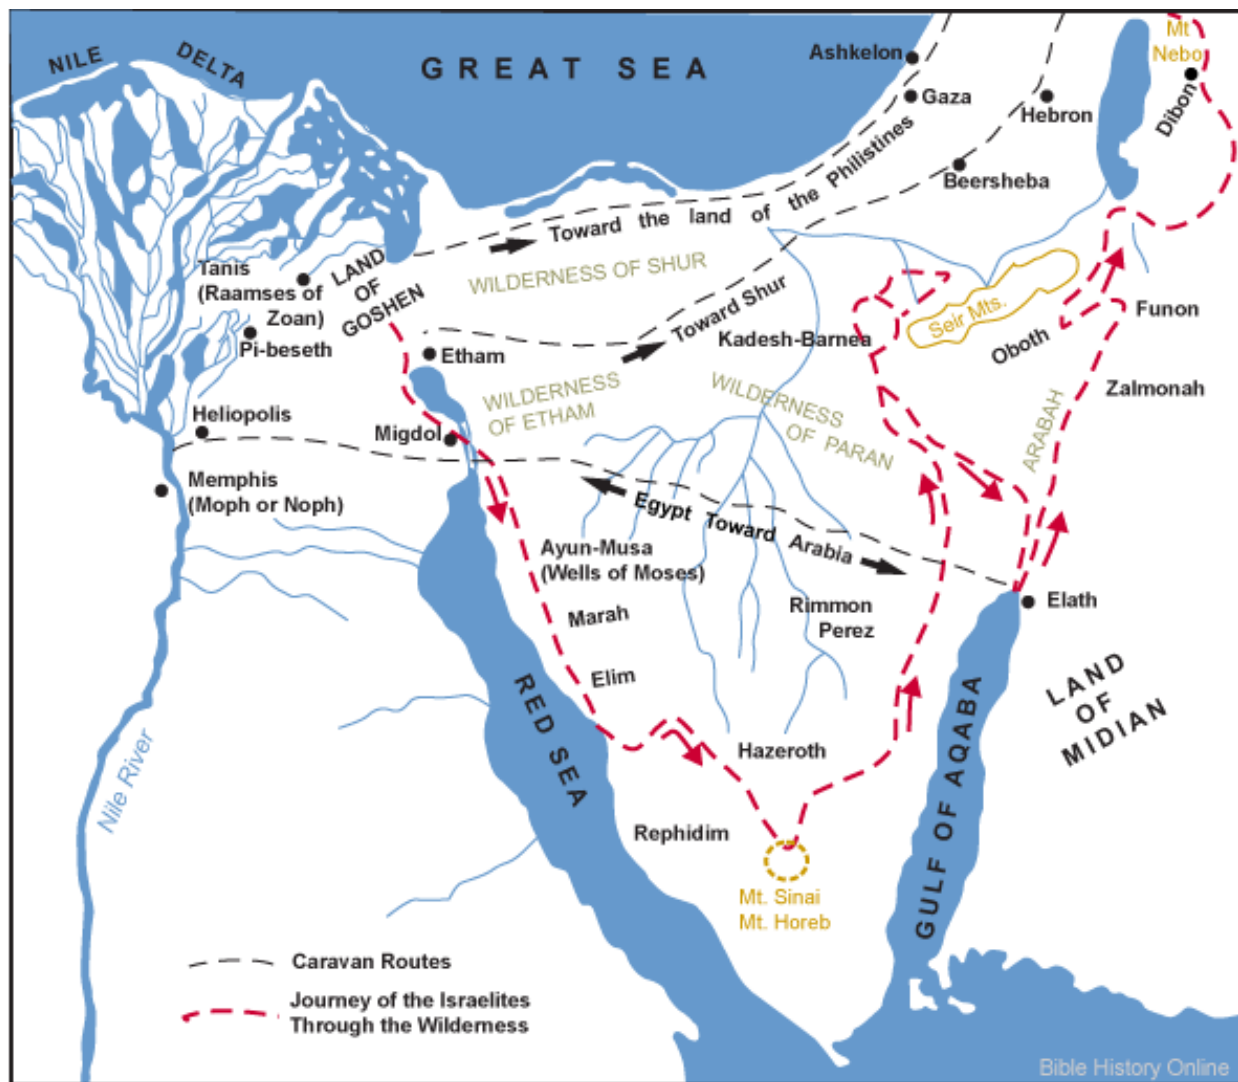 NILE DELTA
GREAT SEA
Ashkelon
Gaza
Mt
Nebo
Dibon
Hebron
Beersheba
Toward the land of the Philistines
WILDERNESS OF SHUR
Toward Shur
Tanis
(Raamses of
Zoan)
LAND
OF
GOSHEN
Pi-beseth
Etham
Kadesh-Barnea
Seir Mts.
Oboth
Funon
Zalmonah
ARABAH
WILDERNESS
OF ETHAM
WILDERNESS
OF PARAN
Heliopolis
Migdol
Memphis
(Moph or Noph)
Egypt Toward Arabia
Ayun-Musa
(Wells of Moses)
Marah
Elim
Rimmon
Perez
Elath
LAND
OF
MIDIAN
RED SEA
GULF OF AQABA
Nile River
Hazeroth
Rephidim
Mt. Sinai
Mt. Horeb
Caravan Routes
Journey of the Israelites
Through the Wilderness
Bible History Online